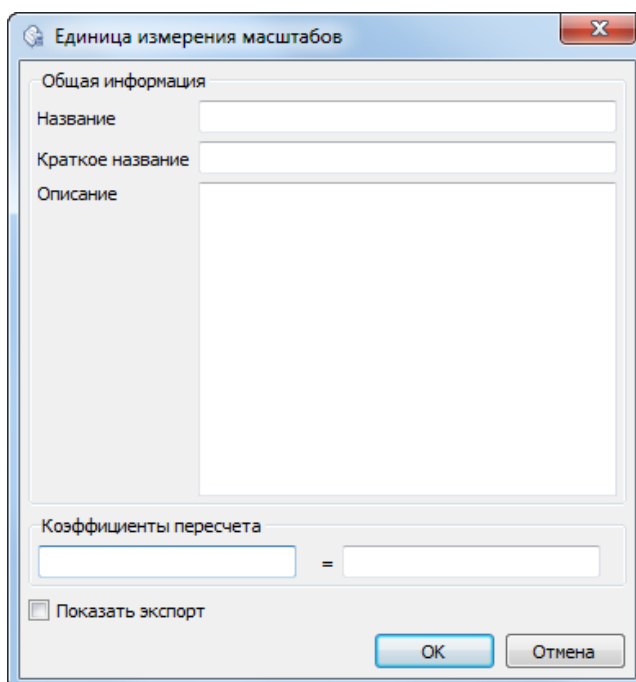 Единица измерения масштабов
Общая информация
Название
Краткое название
Описание
Коэффициенты пересчета
=
Показать экспорт
OK
Отмена